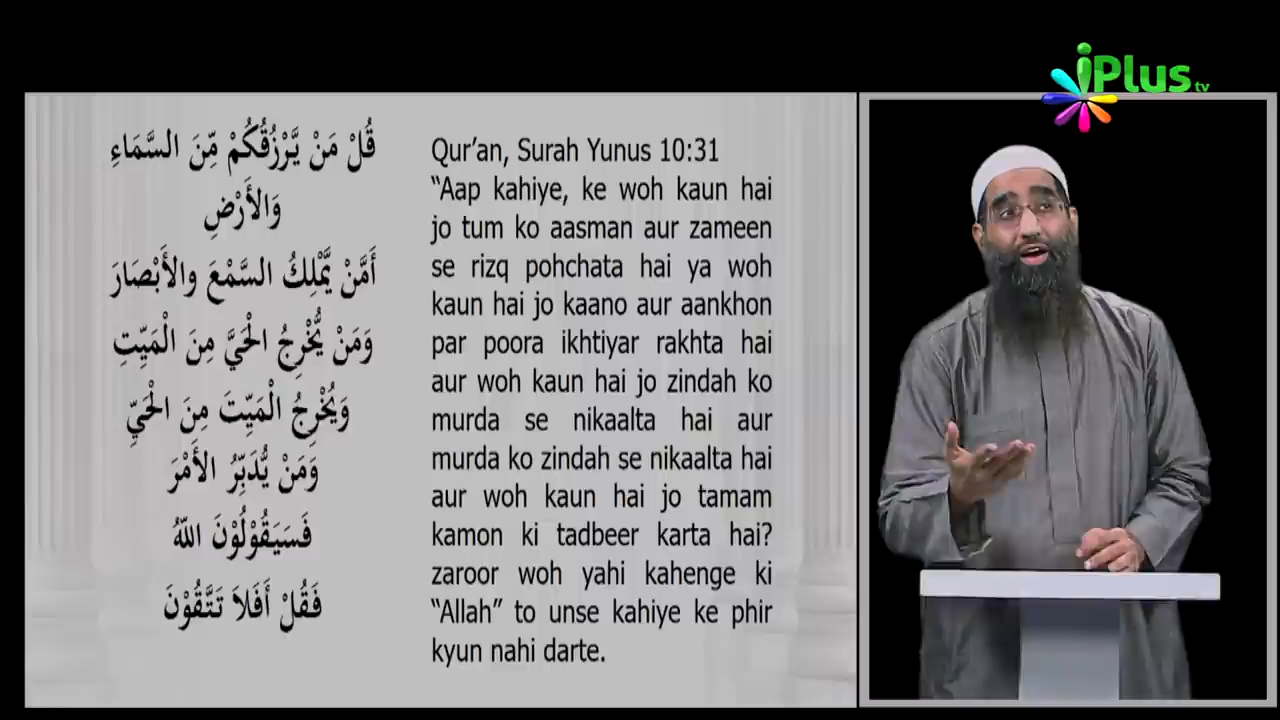 iPlus tv
قُلْ مَنْ يَّرْزُقُكُمْ مِّنَ السَّمَاءِ
وَالأَرْضِ
أَمَّنْ يَّمْلِكُ السَّمْعَ والأَبْصَارَ
وَمَنْ يُّخْرِجُ الْحَيَّ مِنَ الْمَيِّتِ
وَيُخْرِجُ الْمَيِّتَ مِنَ الْحَيِّ
وَمَنْ يُّدَبِّرُ الأَمْرَ
فَسَيَقُوْلُوْنَ اللّهُ
فَقُلْ أَفَلاَ تَتَّقُوْنَ
Qur’an, Surah Yunus 10:31
“Aap kahiye, ke woh kaun hai
jo tum ko aasman aur zameen
se rizq pohchata hai ya woh
kaun hai jo kaano aur aankhon
par poora ikhtiyar rakhta hai
aur woh kaun hai jo zindah ko
murda se nikaalta hai aur
murda ko zindah se nikaalta hai
aur woh kaun hai jo tamam
kamon ki tadbeer karta hai?
zaroor woh yahi kahenge ki
“Allah” to unse kahiye ke phir
kyun nahi darte.